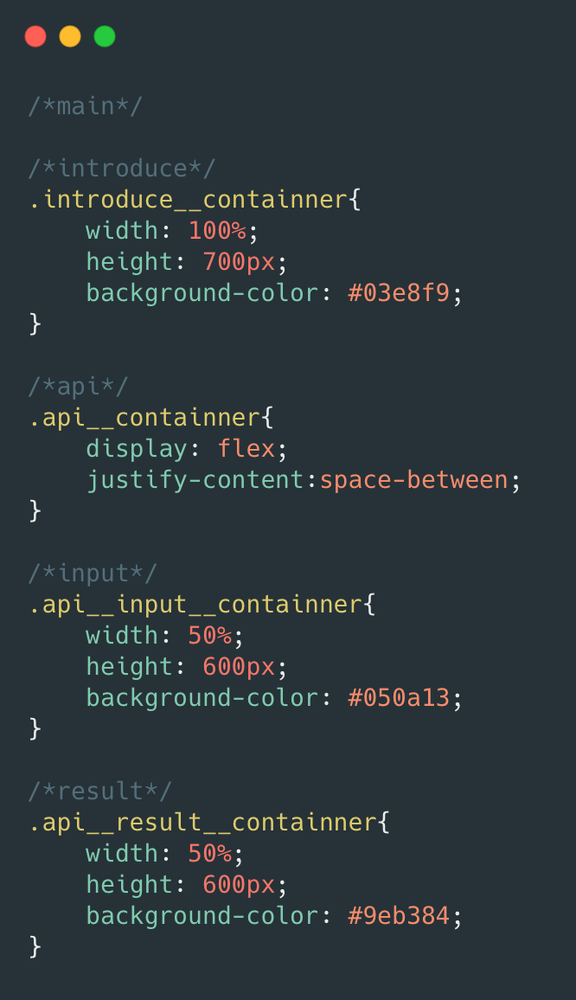 /*main*/

/*introduce*/
.introduce__containner{
    width: 100%;
    height: 700px;
    background-color: #03e8f9;
}

/*api*/
.api__containner{
    display: flex;
    justify-content:space-between;
}

/*input*/
.api__input__containner{
    width: 50%;
    height: 600px;
    background-color: #050a13;
}

/*result*/
.api__result__containner{
    width: 50%;
    height: 600px;
    background-color: #9eb384;
}